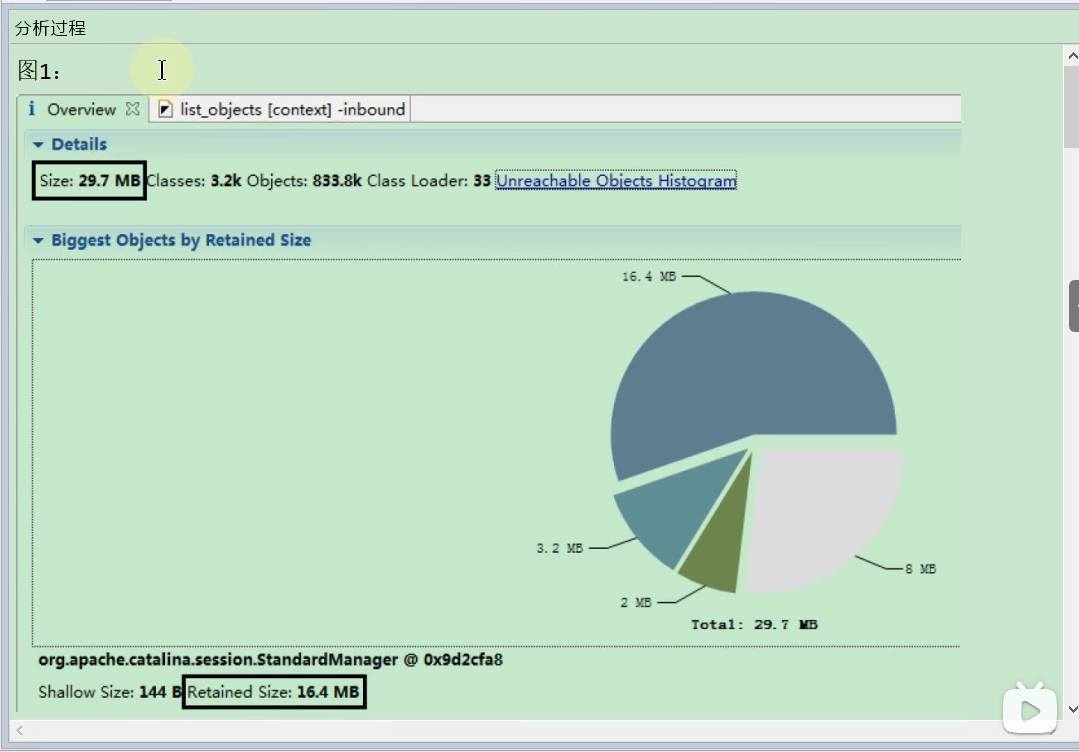 分析过程
图1：
i Overview list_objects [context] -inbound
Details
Size: 29.7 MB Classes: 3.2k Objects: 833.8k Class Loader: 33 Unreachable Objects Histogram
Biggest Objects by Retained Size
16.4 MB
3.2 MB
8 MB
2 MB
Total: 29.7 MB
org.apache.catalina.session.StandardManager @ 0x9d2cfa8
Shallow Size: 144 B Retained Size: 16.4 MB